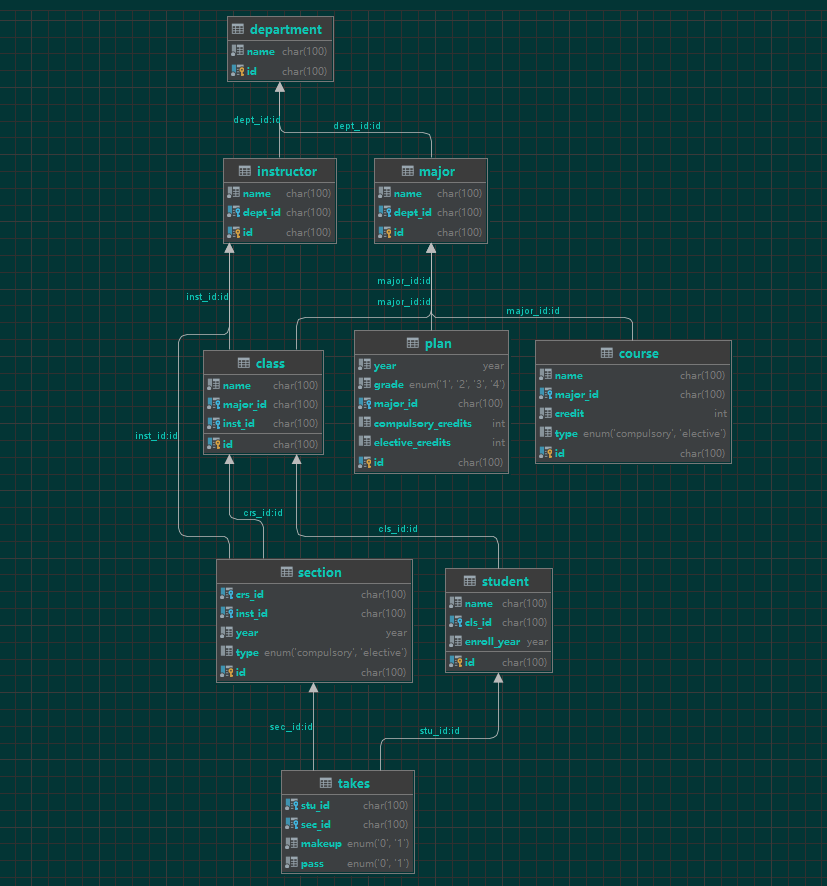 department
name char(100)
id char(100)
dept_id:id
dept_id:id
instructor
name char(100)
dept_id char(100)
id char(100)
major
name char(100)
dept_id char(100)
id char(100)
major_id:id
inst_id:id
major_id:id
major_id:id
class
name char(100)
major_id char(100)
inst_id char(100)
id char(100)
plan
year year
grade enum('1', '2', '3', '4')
major_id char(100)
compulsory_credits int
elective_credits int
id char(100)
course
name char(100)
major_id char(100)
credit int
type enum('compulsory', 'elective')
id char(100)
inst_id:id
crs_id:id
cls_id:id
section
crs_id char(100)
inst_id char(100)
year year
type enum('compulsory', 'elective')
id char(100)
student
name char(100)
cls_id char(100)
enroll_year year
id char(100)
sec_id:id
stu_id:id
takes
stu_id char(100)
sec_id char(100)
makeup enum('0', '1')
pass enum('0', '1')